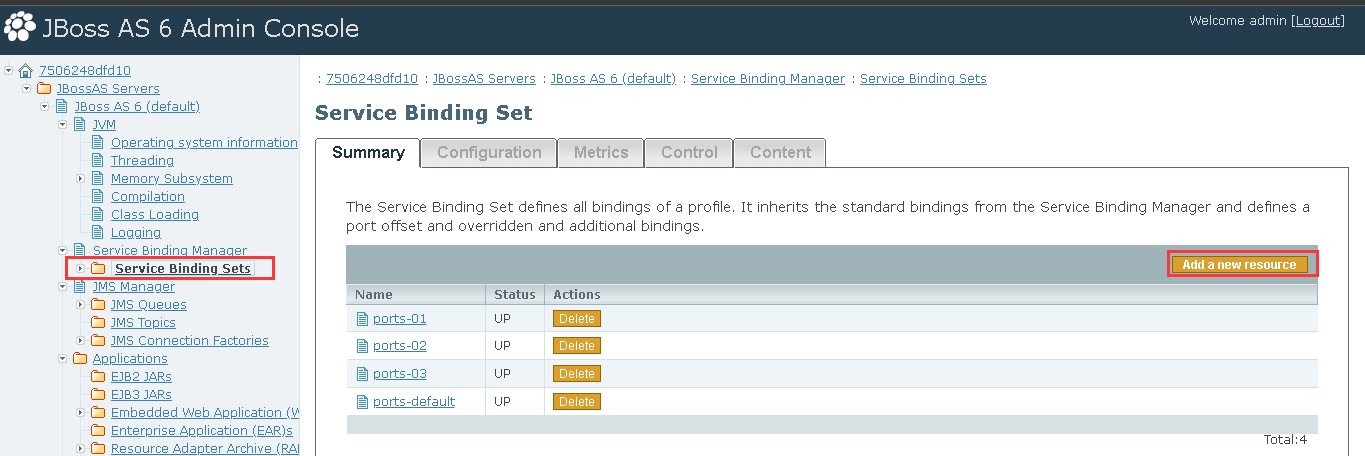 JBoss AS 6 Admin Console
Welcome admin [Logout]
7506248dfd10
JBossAS Servers
JBoss AS 6 (default)
JVM
Operating system information
Threading
Memory Subsystem
Compilation
Class Loading
Logging
Service Binding Manager
Service Binding Sets
JMS Manager
JMS Queues
JMS Topics
JMS Connection Factories
Applications
EJB2 JARs
EJB3 JARs
Embedded Web Application (W
Enterprise Application (EAR)s
Resource Adapter Archive (RA
: 7506248dfd10 : JBossAS Servers : JBoss AS 6 (default) : Service Binding Manager : Service Binding Sets
Service Binding Set
Summary Configuration Metrics Control Content
The Service Binding Set defines all bindings of a profile. It inherits the standard bindings from the Service Binding Manager and defines a
port offset and overridden and additional bindings.
Add a new resource
Name Status Actions
ports-01 UP Delete
ports-02 UP Delete
ports-03 UP Delete
ports-default UP Delete
Total:4